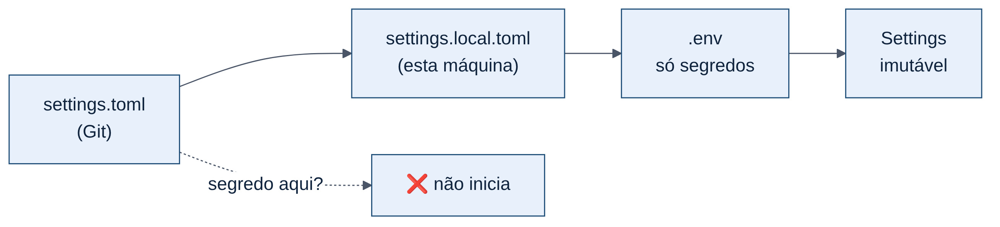 settings.toml
(Git)
settings.local.toml
(esta máquina)
.env
só segredos
Settings
imutável
segredo aqui?
❌ não inicia